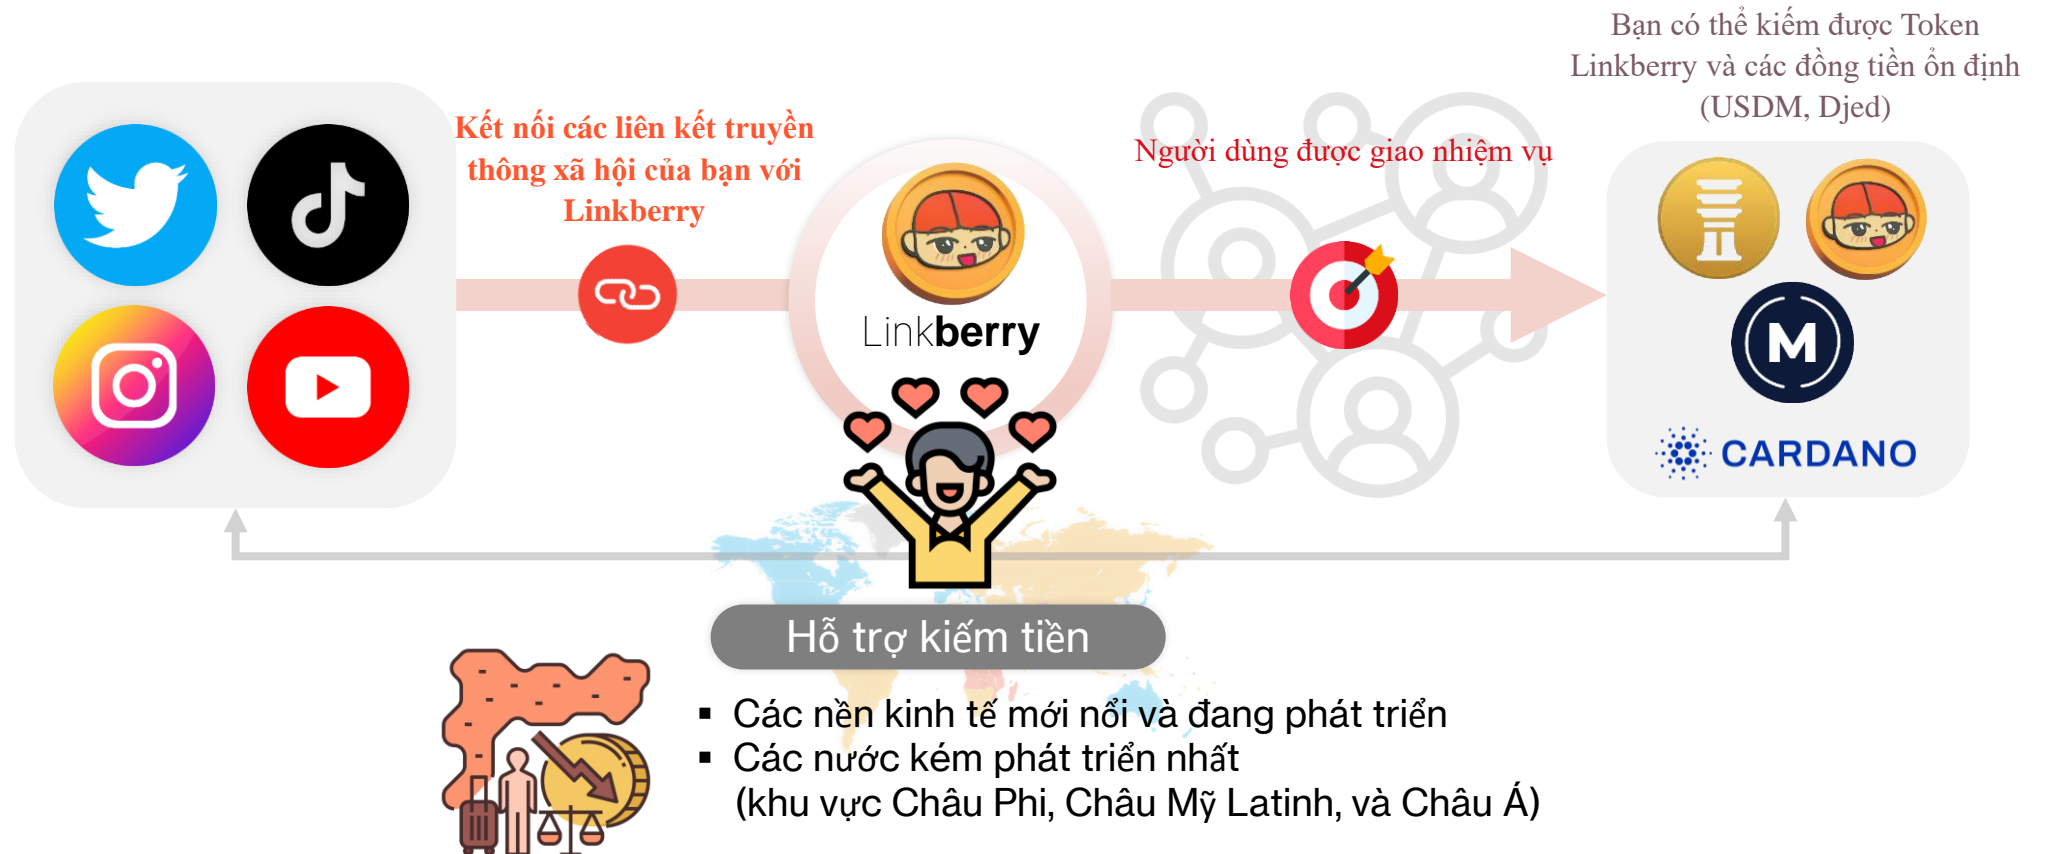 Bạn có thể kiếm được Token
Linkberry và các đồng tiền ổn định
(USDM, Djed)
Kết nối các liên kết truyền
thông xã hội của bạn với
Linkberry
Người dùng được giao nhiệm vụ
Linkberry
M
CARDANO
Hỗ trợ kiếm tiền
▪ Các nền kinh tế mới nổi và đang phát triển
▪ Các nước kém phát triển nhất
(khu vực Châu Phi, Châu Mỹ Latinh, và Châu Á)